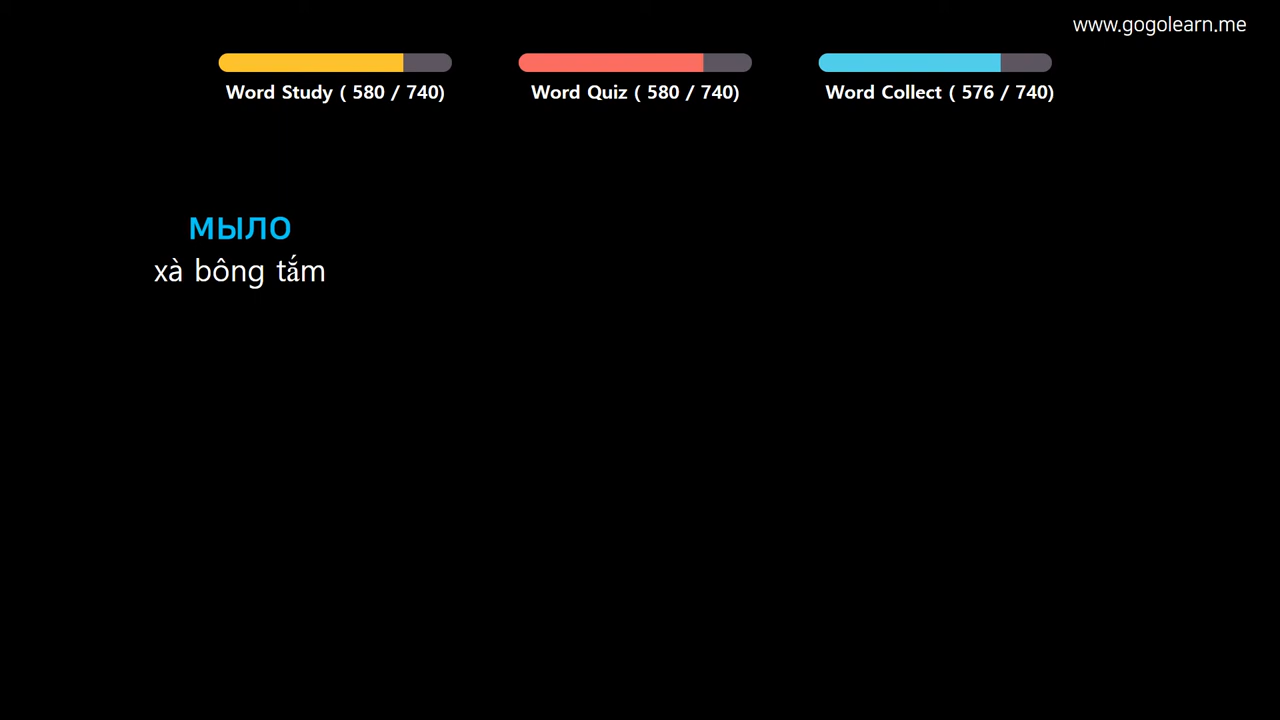 www.gogolearn.me
Word Study ( 580 / 740)
Word Quiz ( 580 / 740)
Word Collect ( 576 / 740)
мыло
xà bông tắm